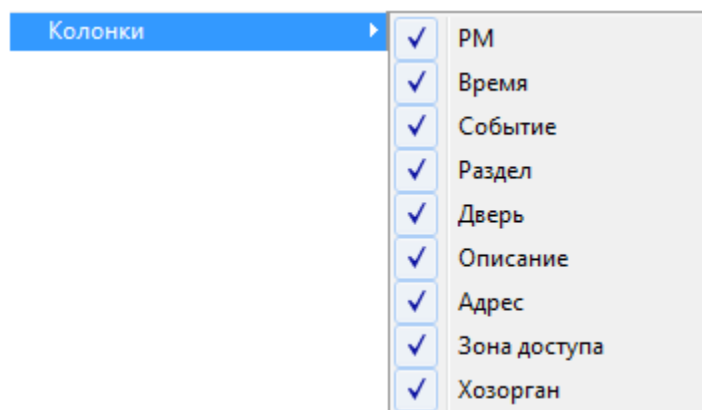 Колонки
РМ
Время
Событие
Раздел
Дверь
Описание
Адрес
Зона доступа
Хозорган